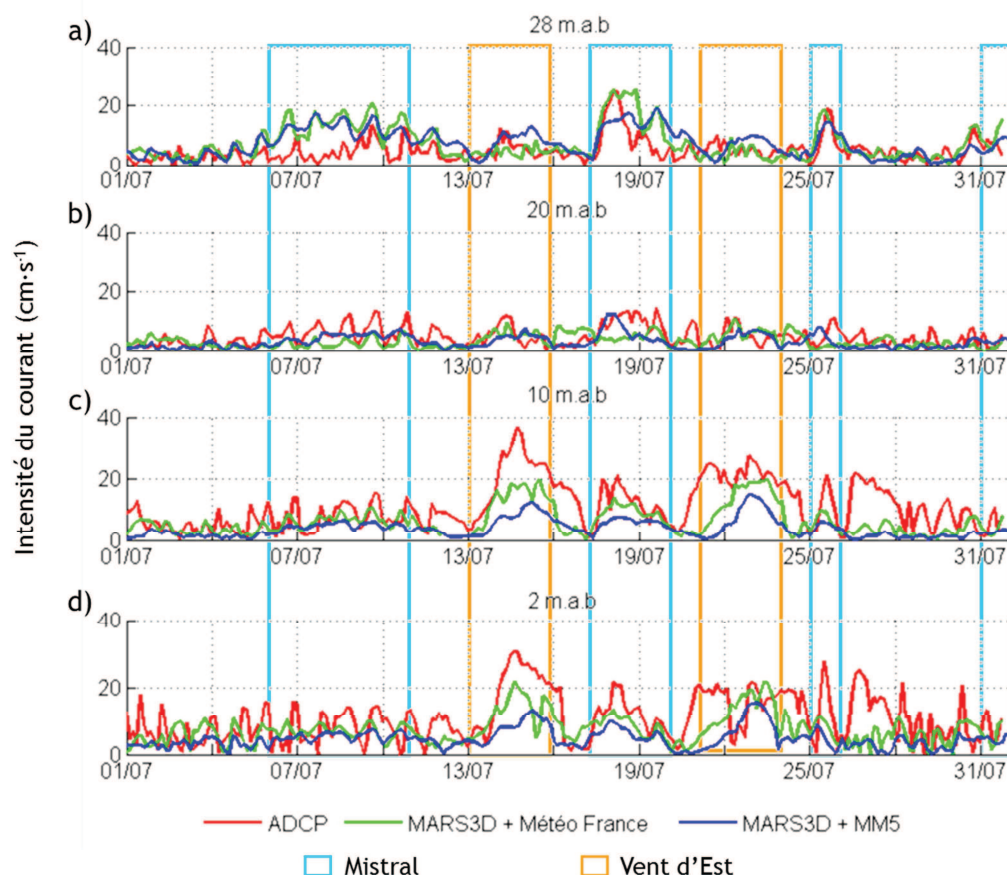 a) 28 m.a.b
40
20
0
01/07 07/07 13/07 19/07 25/07 31/07
b) 20 m.a.b
40
20
0
01/07 07/07 13/07 19/07 25/07 31/07
Intensité du courant (cm·s⁻¹)
c) 10 m.a.b
40
20
0
01/07 07/07 13/07 19/07 25/07 31/07
d) 2 m.a.b
40
20
0
01/07 07/07 13/07 19/07 25/07 31/07
ADCP MARS3D + Météo France MARS3D + MM5
Mistral Vent d'Est